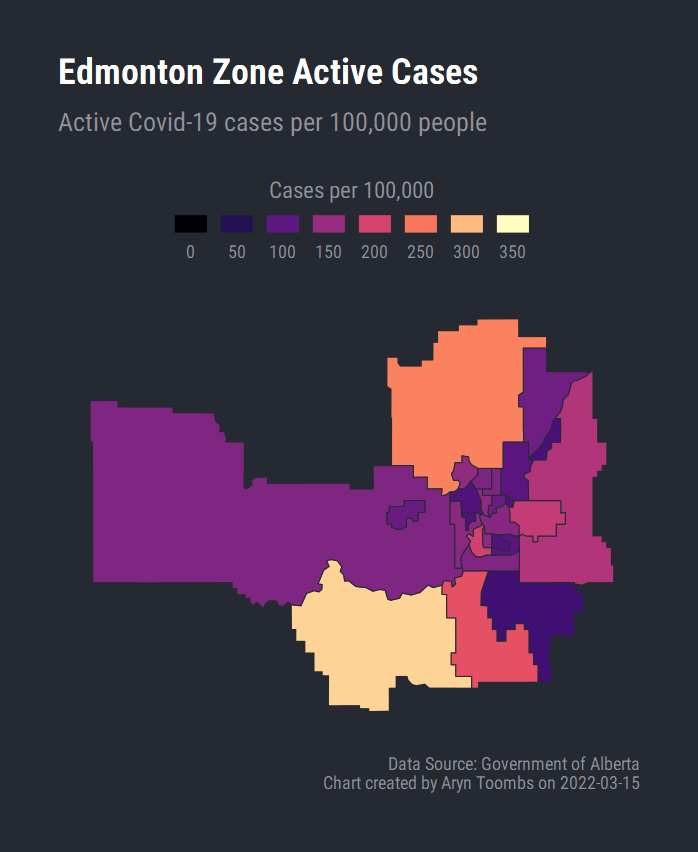 Edmonton Zone Active Cases
Active Covid-19 cases per 100,000 people
Cases per 100,000
0 50 100 150 200 250 300 350
Data Source: Government of Alberta
Chart created by Aryn Toombs on 2022-03-15